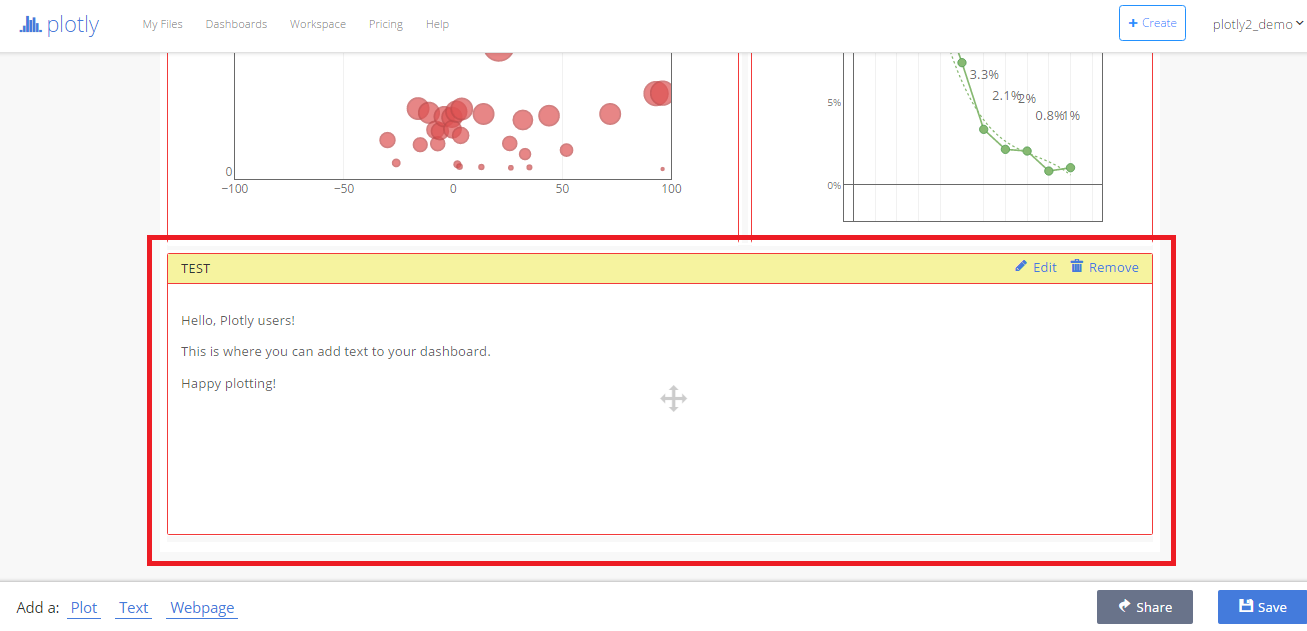 plotly My Files Dashboards Workspace Pricing Help + Create plotly2_demo
0
−100 −50 0 50 100
3.3%
2.1% 2%
0.8% 1%
5%
0%
TEST Edit Remove
Hello, Plotly users!
This is where you can add text to your dashboard.
Happy plotting!
Add a: Plot Text Webpage Share Save